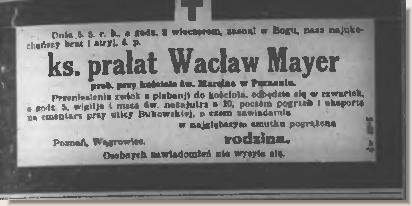 Dnia 5. 5. r. b., o godz. 8 wieczorem, zasnął w Bogu, nasz najuko-
chańszy brat i stryj, ś. p.
ks. prałat Wacław Mayer
prob. przy kościele św. Marcina w Poznaniu.
Przeniesienie zwłok z plebanji do kościoła, odbędzie się w czwartek,
o godz. 5, wigilje i msza św. nazajutrz o 10, poczem pogrzeb i eksporta
na cmentarz przy ulicy Bukowskiej, o czem zawiadamia
w najgłębszym smutku pogrążona
Poznań, Wągrowiec. rodzina.
Osobnych zawiadomień nie wysyła się.